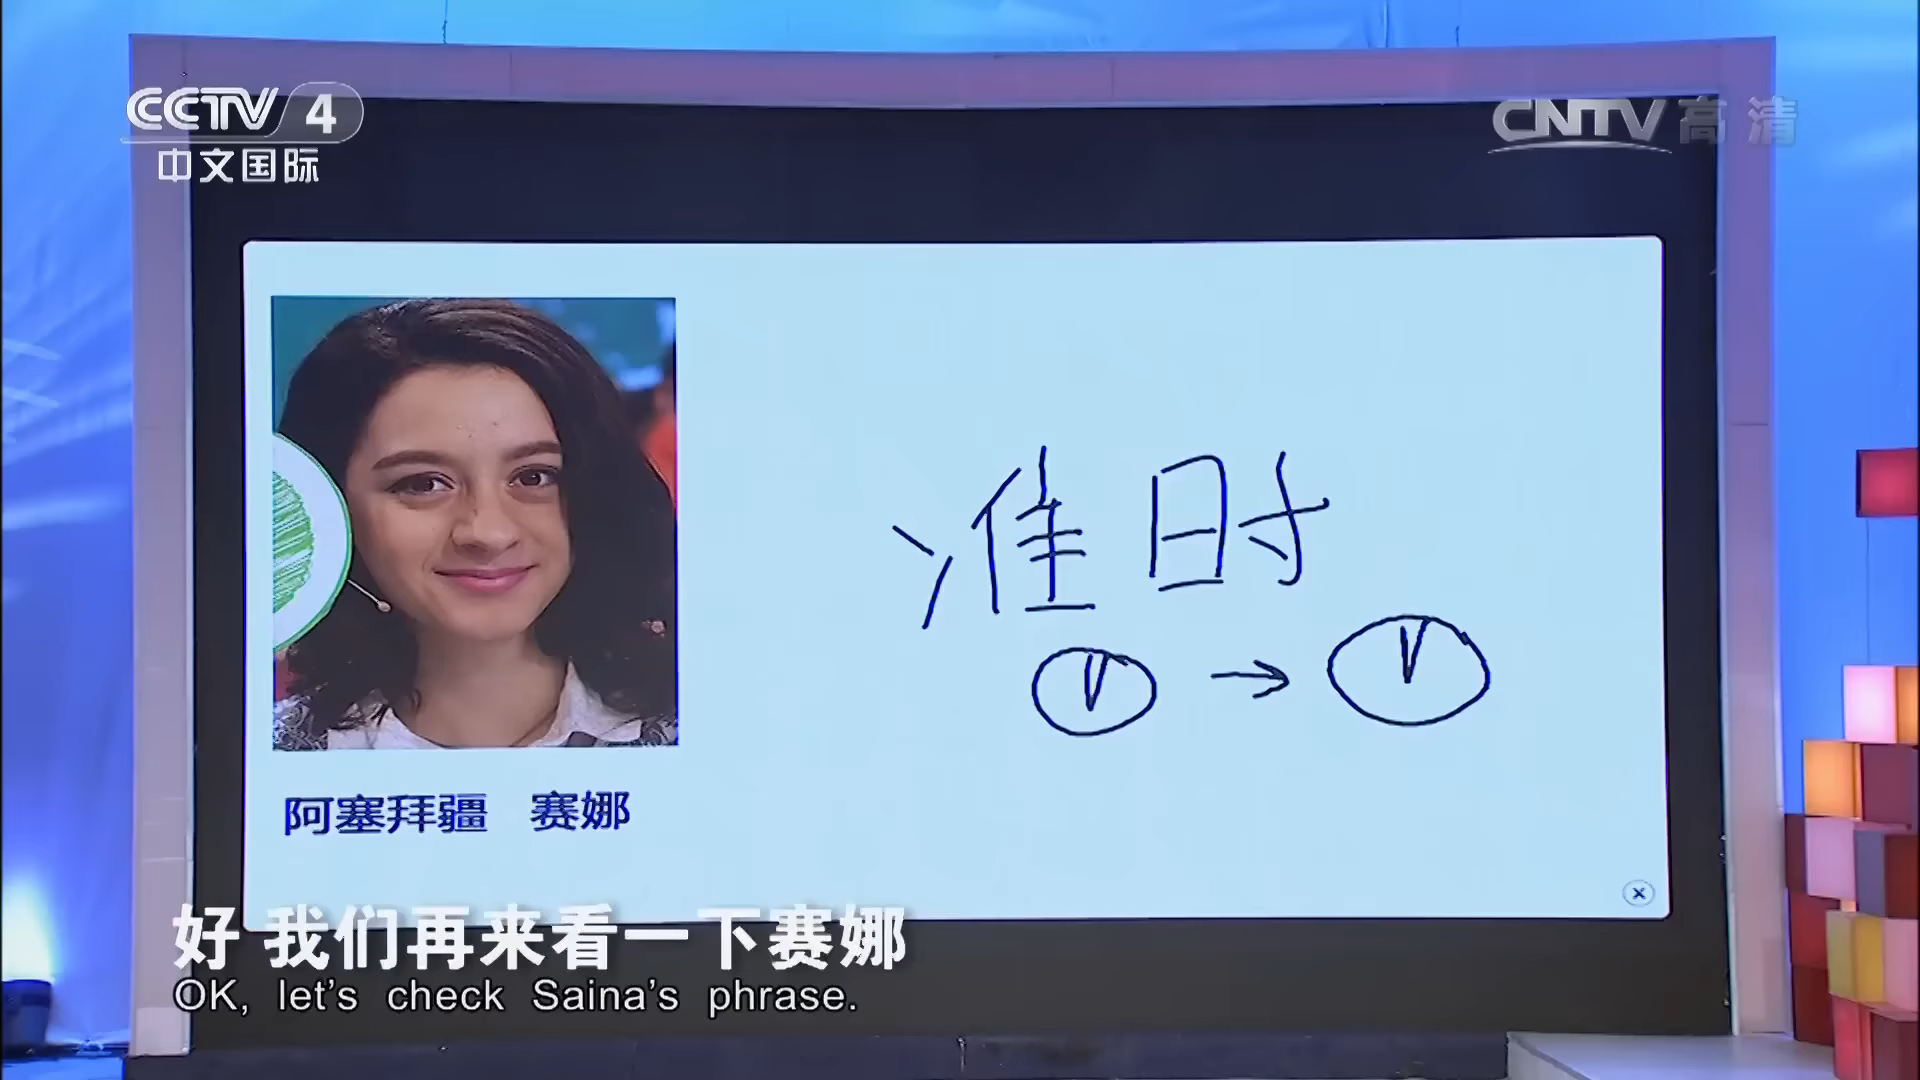 CCTV 4
中文国际
CNTV 高清
准时
阿塞拜疆 赛娜
好 我们再来看一下赛娜
OK, let's check Saina's phrase.